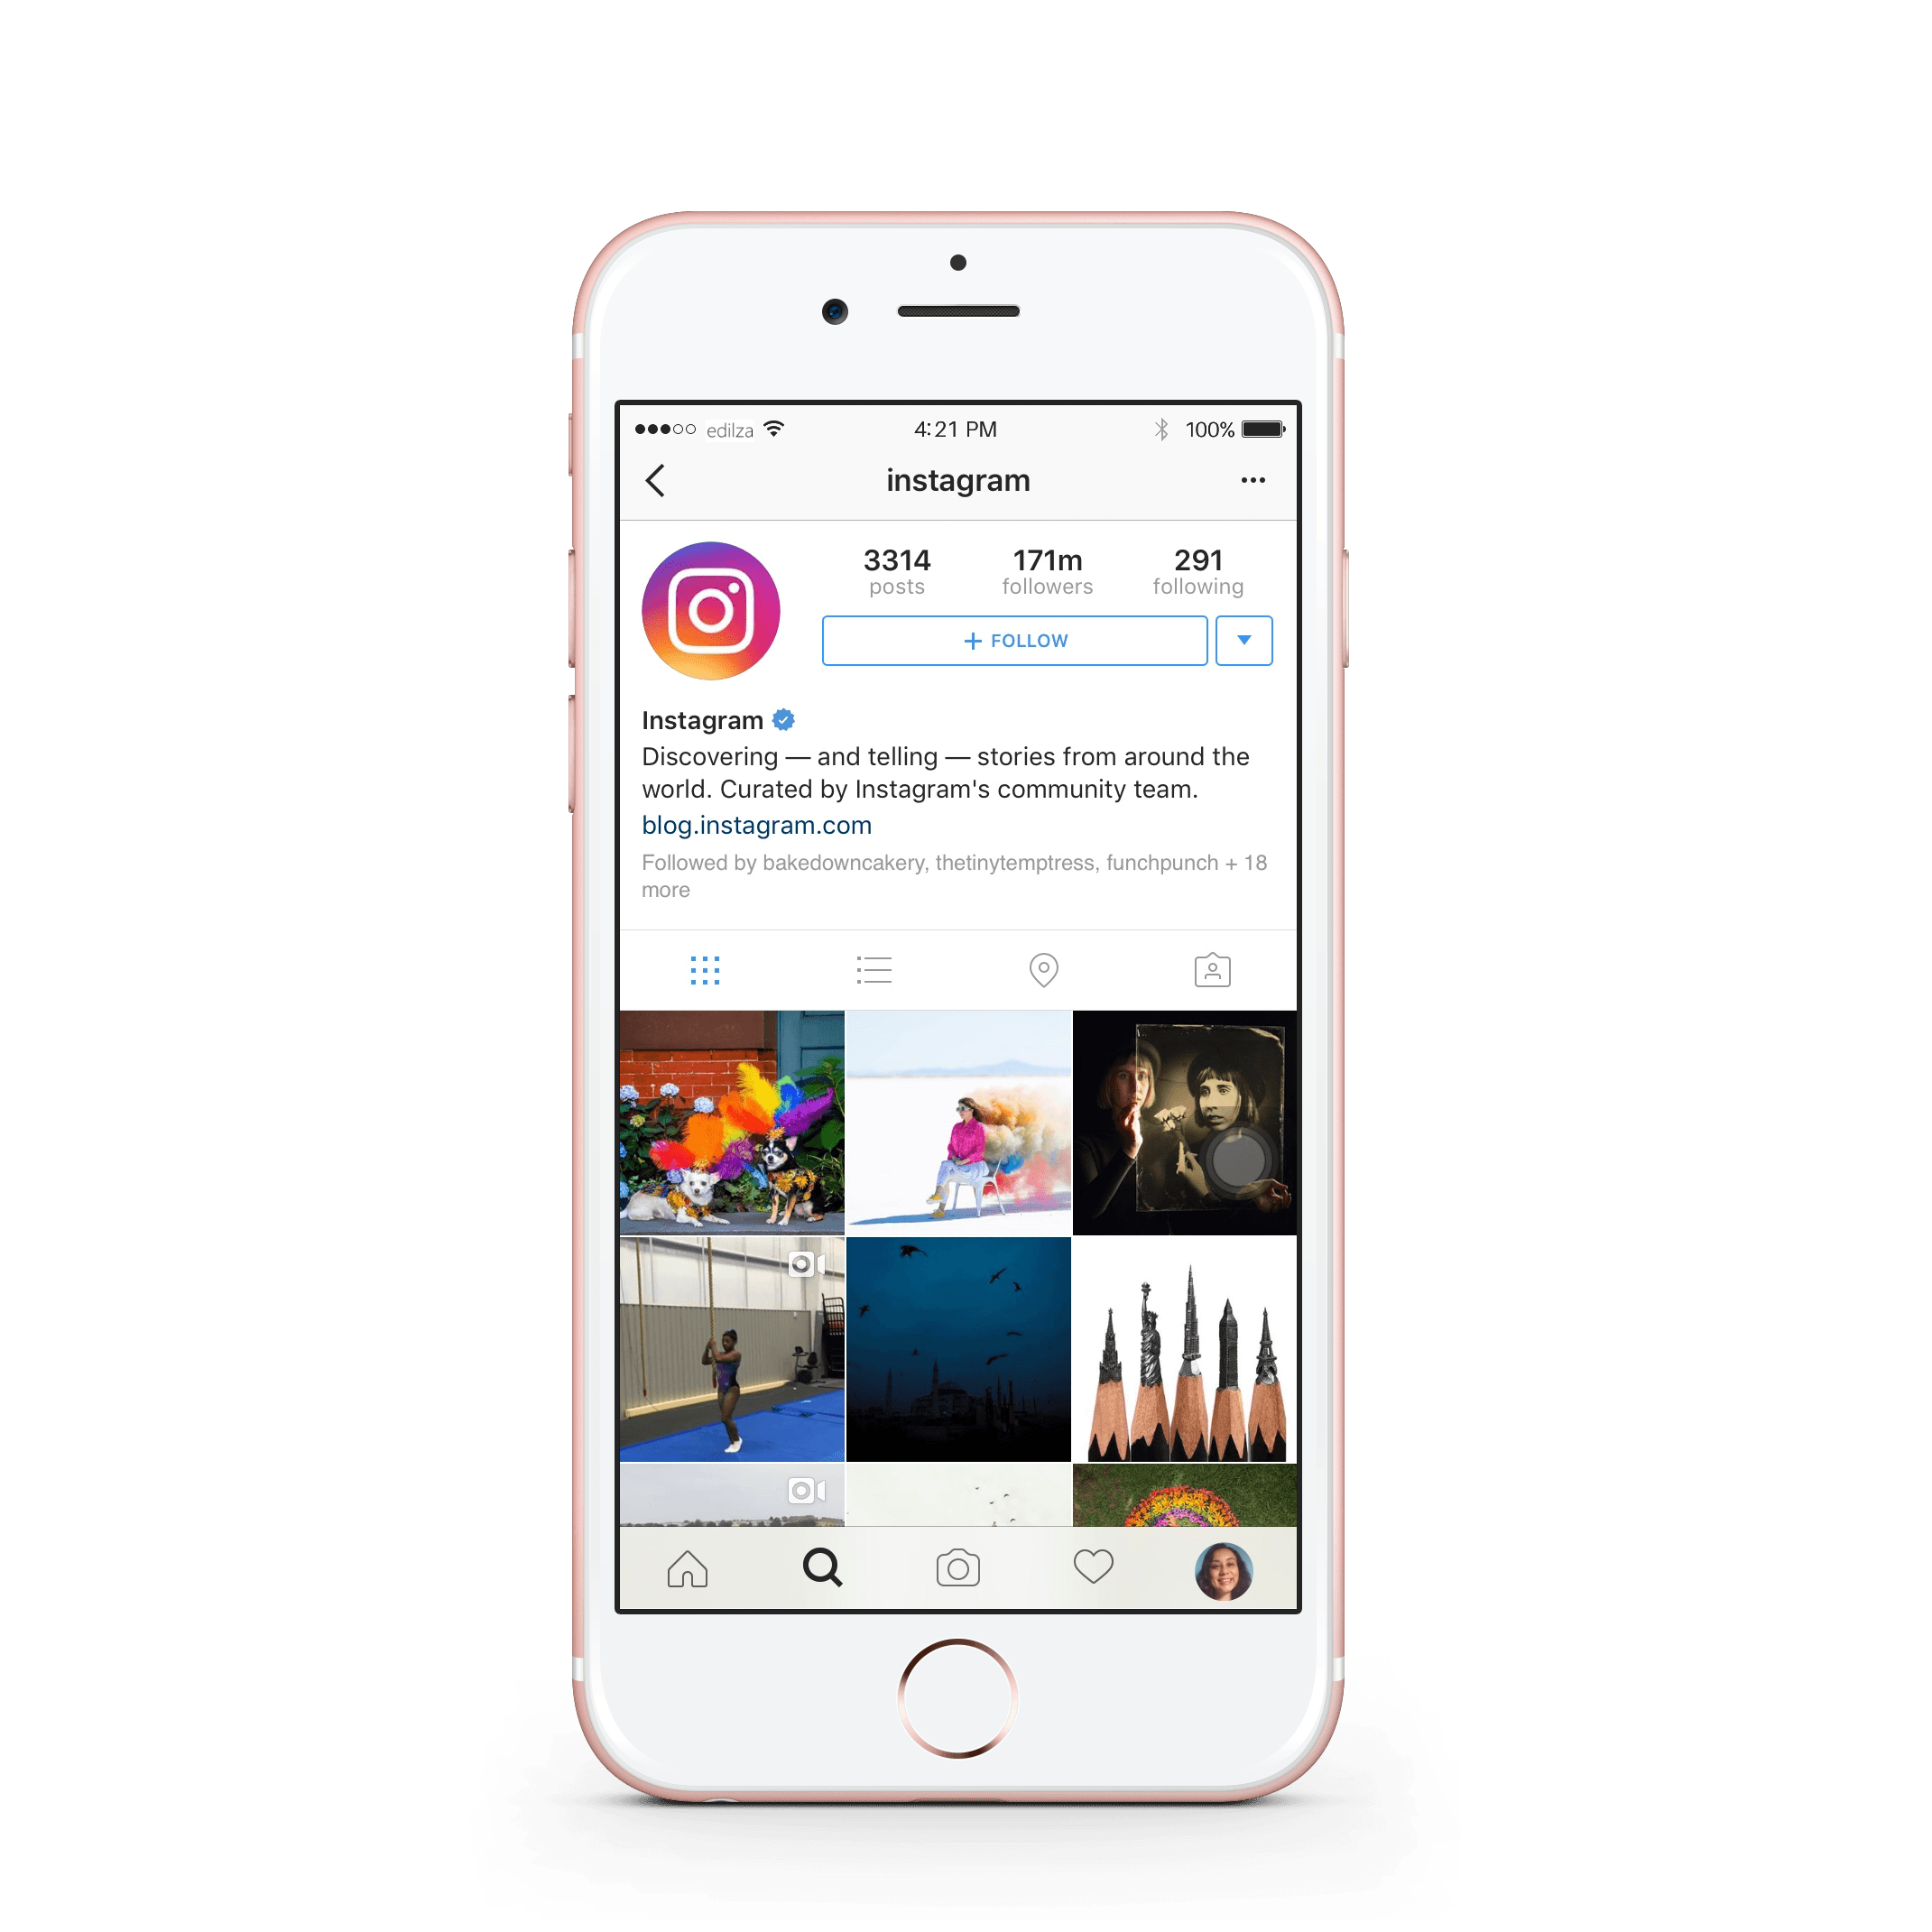 edilza 4:21 PM 100%
instagram
3314 171m 291
posts followers following
+ FOLLOW
Instagram
Discovering — and telling — stories from around the
world. Curated by Instagram's community team.
blog.instagram.com
Followed by bakedowncakery, thetinytemptress, funchpunch + 18
more